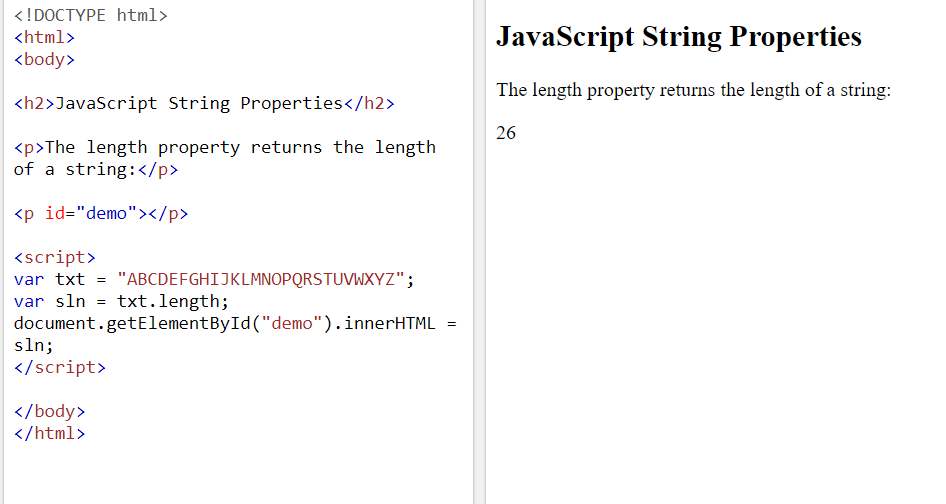 <!DOCTYPE html>
<html>
<body>
<h2>JavaScript String Properties</h2>
<p>The length property returns the length
of a string:</p>
<p id="demo"></p>
<script>
var txt = "ABCDEFGHIJKLMNOPQRSTUVWXYZ";
var sln = txt.length;
document.getElementById("demo").innerHTML =
sln;
</script>
</body>
</html>
JavaScript String Properties
The length property returns the length of a string:
26